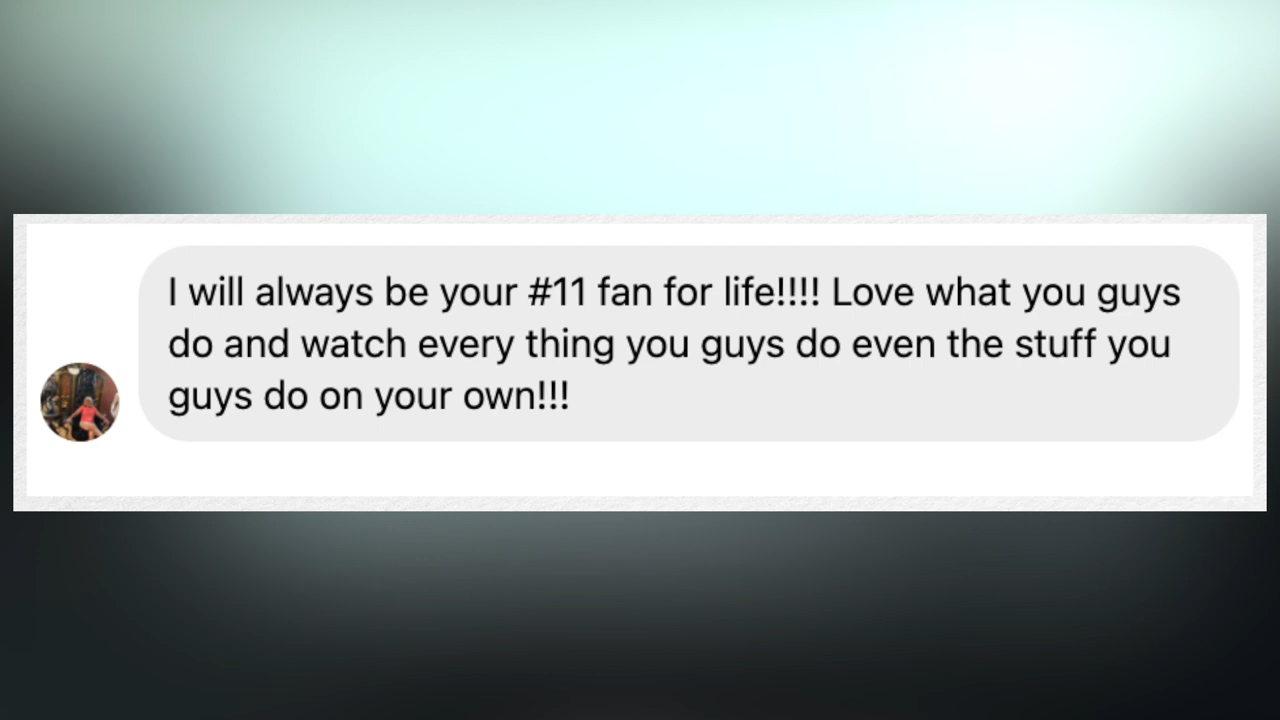 I will always be your #11 fan for life!!!! Love what you guys
do and watch every thing you guys do even the stuff you
guys do on your own!!!